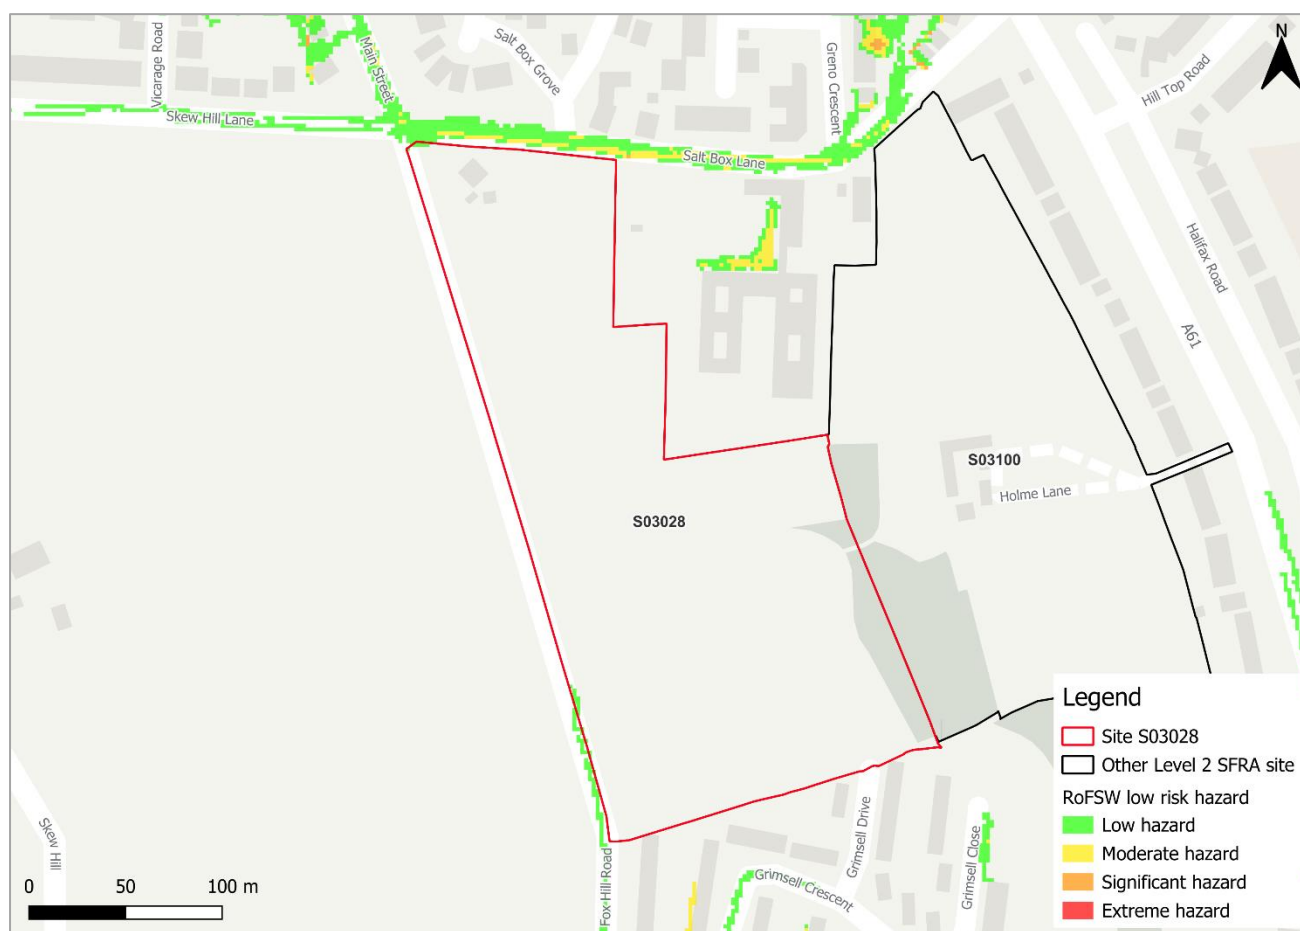 N
Main Street
Vicarage Road
Salt Box Grove
Greno Crescent
Hill Top Road
Skew Hill Lane
Salt Box Lane
Halifax Road
A61
S03100
Holme Lane
S03028
Legend
Site S03028
Other Level 2 SFRA site
RoFSW low risk hazard
Low hazard
Moderate hazard
Significant hazard
Extreme hazard
Skew Hill
Fox Hill Road
Grimsell Drive
Grimsell Crescent
Grimsell Close
0 50 100 m